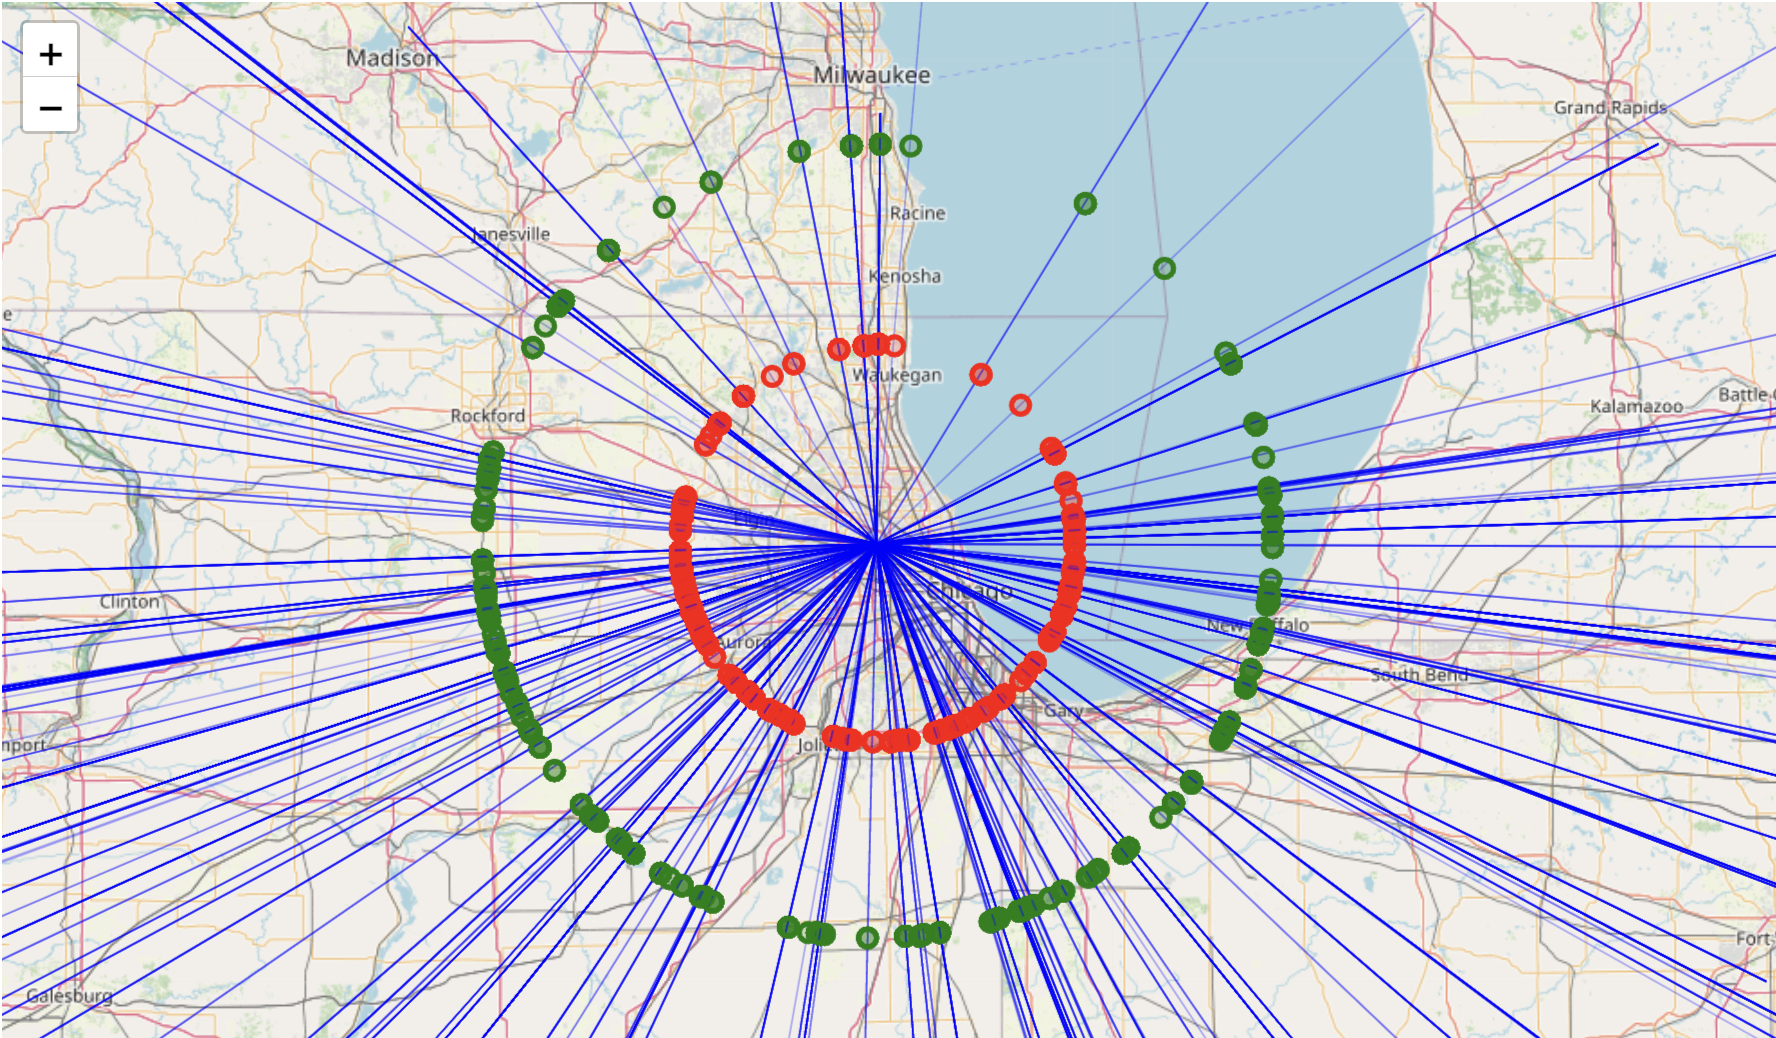 +
−
Madison
Milwaukee
Grand Rapids
Racine
Janesville
Kenosha
e
Waukegan
Kalamazoo
Battle C
Rockford
Elgin
Chicago
Clinton
New Buffalo
Aurora
South Bend
Gary
nport
Joli
Fort
Galesburg